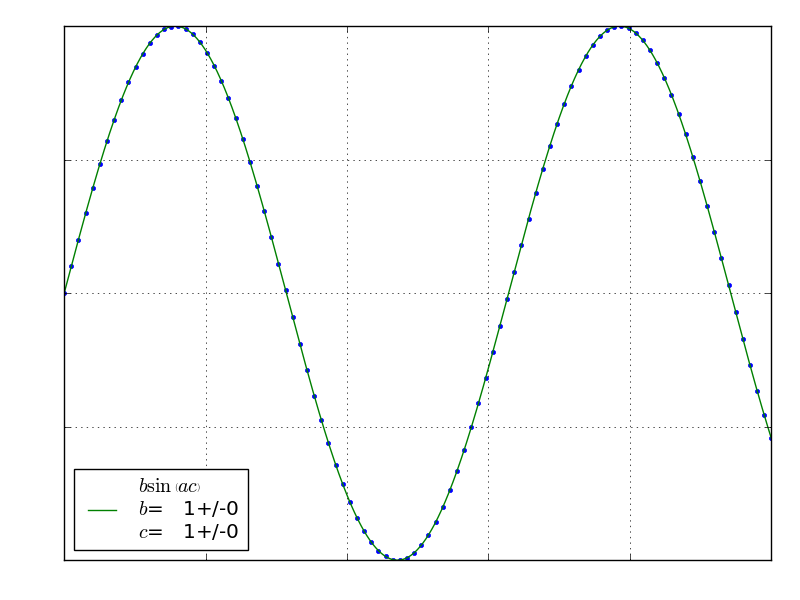 b sin (ac)
b= 1+/-0
c= 1+/-0